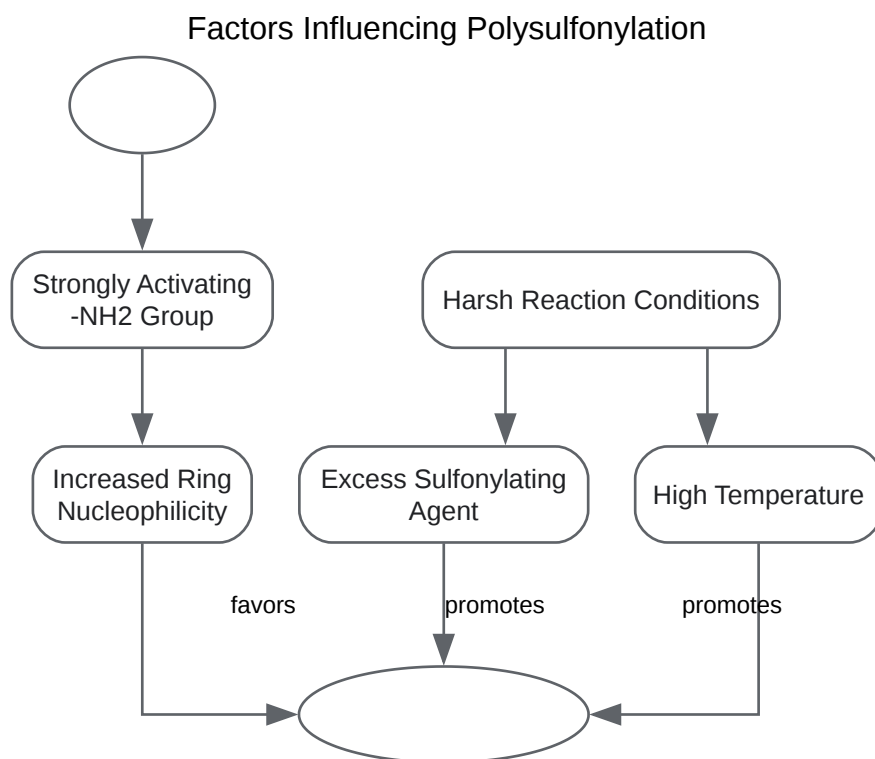 Factors Influencing Polysulfonylation
Strongly Activating
-NH2 Group
Harsh Reaction Conditions
Increased Ring
Nucleophilicity
Excess Sulfonylating
Agent
High Temperature
favors
promotes
promotes